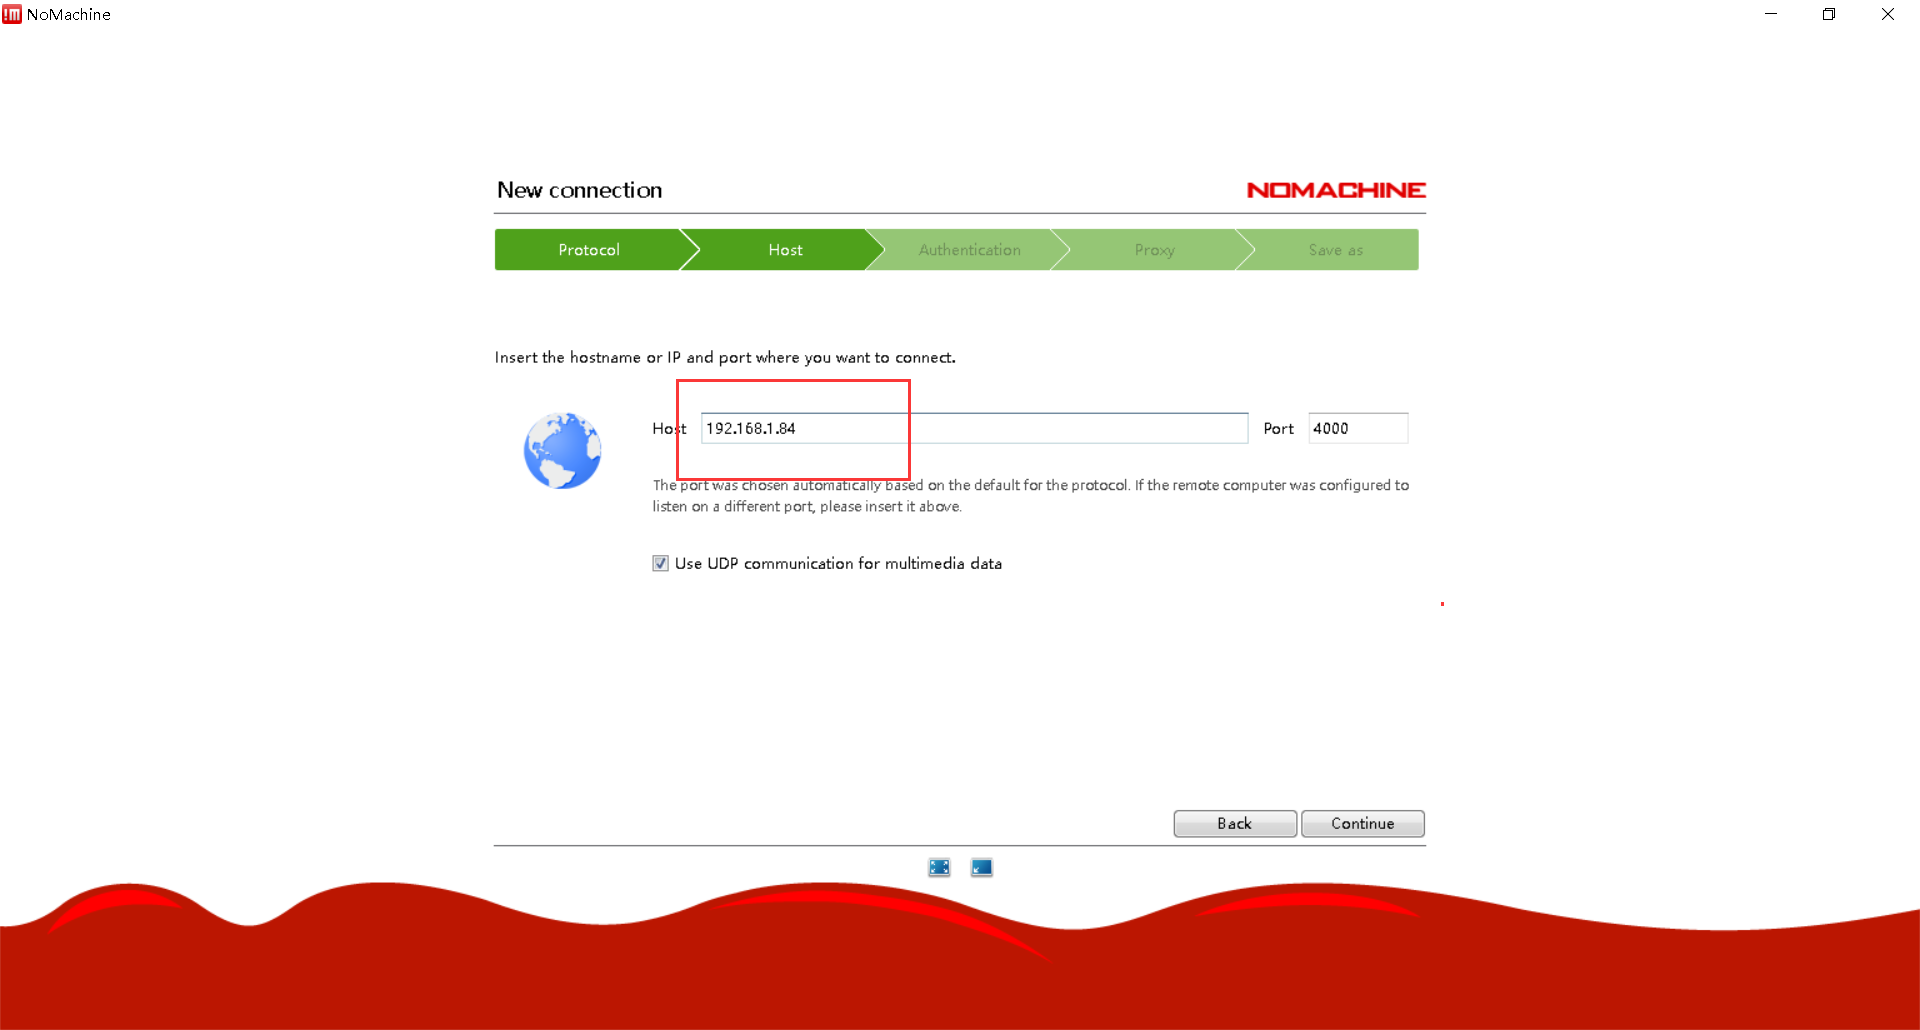 !m NoMachine
New connection
NOMACHINE
Protocol Host Authentication Proxy Save as
Insert the hostname or IP and port where you want to connect.
Host 192.168.1.84 Port 4000
The port was chosen automatically based on the default for the protocol. If the remote computer was configured to
listen on a different port, please insert it above.
Use UDP communication for multimedia data
Back Continue